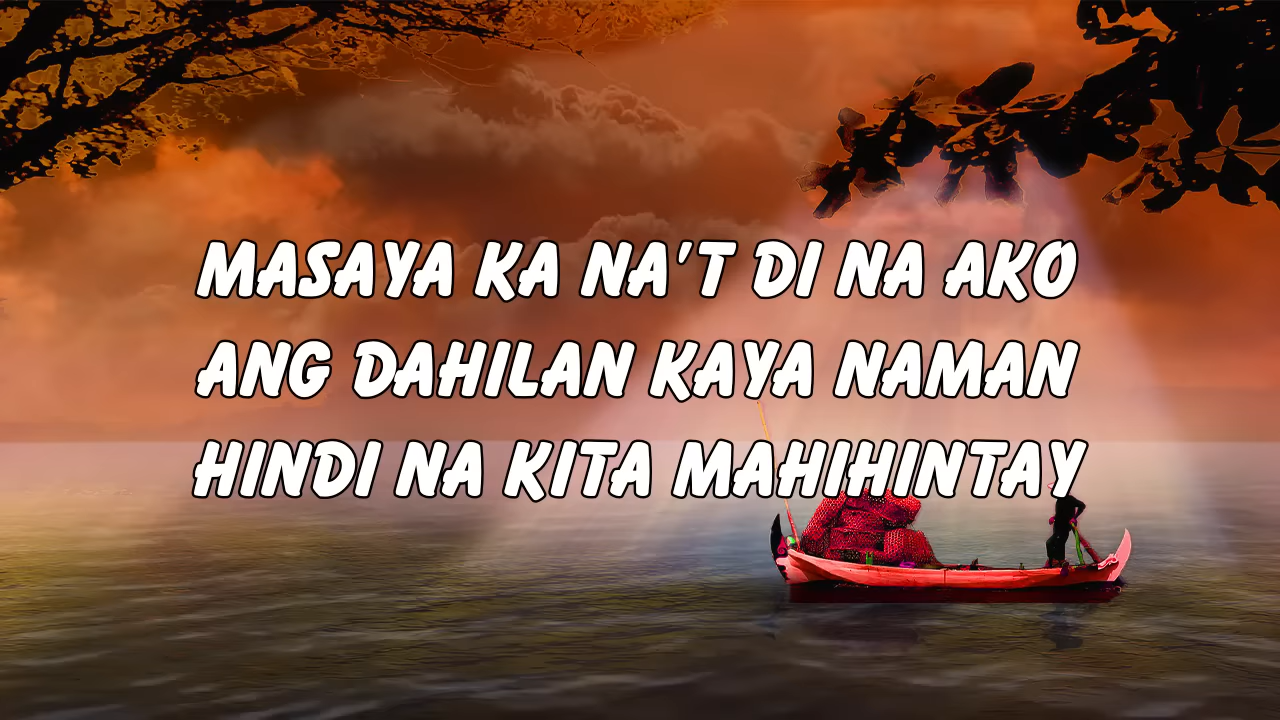 MASAYA KA NA'T DI NA AKO
ANG DAHILAN KAYA NAMAN
HINDI NA KITA MAHIHINTAY